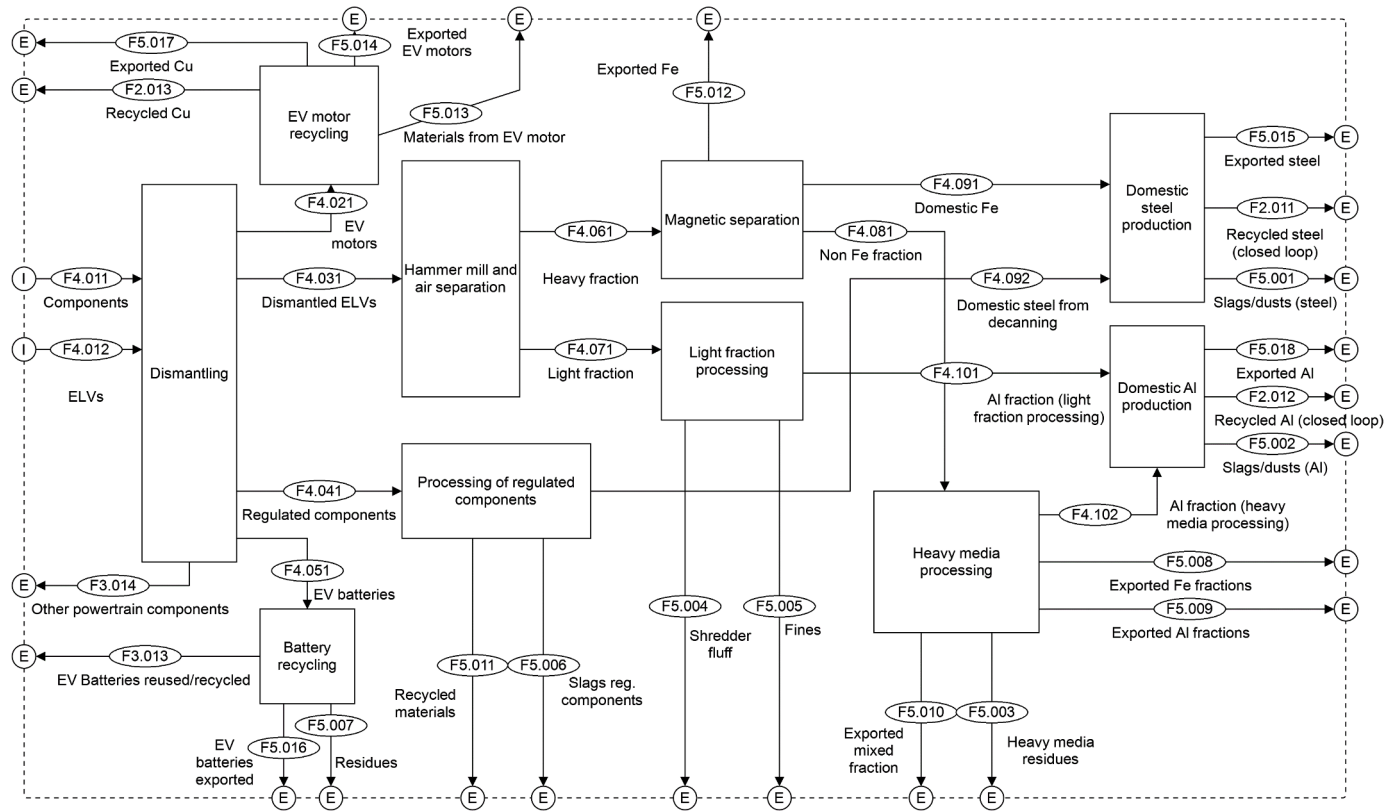 E
E
E
E
F5.017
F5.014
Exported
EV motors
Exported Cu
Exported Fe
E
F2.013
F5.012
Recycled Cu
EV motor
recycling
F5.013
Materials from EV motor
F5.015
E
Exported steel
F4.021
EV
motors
Magnetic separation
F4.091
Domestic Fe
Domestic
steel
production
F2.011
E
Recycled steel
(closed loop)
F4.061
Heavy fraction
F4.081
Non Fe fraction
I
F4.011
Components
F4.031
Dismantled ELVs
Hammer mill and
air separation
F4.092
Domestic steel from
decanning
F5.001
E
Slags/dusts (steel)
I
F4.012
ELVs
Dismantling
F4.071
Light fraction
Light fraction
processing
F4.101
Al fraction (light
fraction processing)
Domestic Al
production
F5.018
E
Exported Al
F2.012
E
Recycled Al (closed loop)
F5.002
E
Slags/dusts (Al)
F4.041
Regulated components
Processing of regulated
components
F4.102
Al fraction (heavy
media processing)
Heavy media
processing
F5.008
E
Exported Fe fractions
F5.009
E
Exported Al fractions
F4.051
EV batteries
E
F3.014
Other powertrain components
Battery
recycling
E
F3.013
EV Batteries reused/recycled
F5.004
Shredder
fluff
F5.005
Fines
F5.011
Recycled
materials
F5.006
Slags reg.
components
F5.007
Residues
F5.016
EV
batteries
exported
F5.010
Exported
mixed
fraction
F5.003
Heavy media
residues
E
E
E
E
E
E
E
E